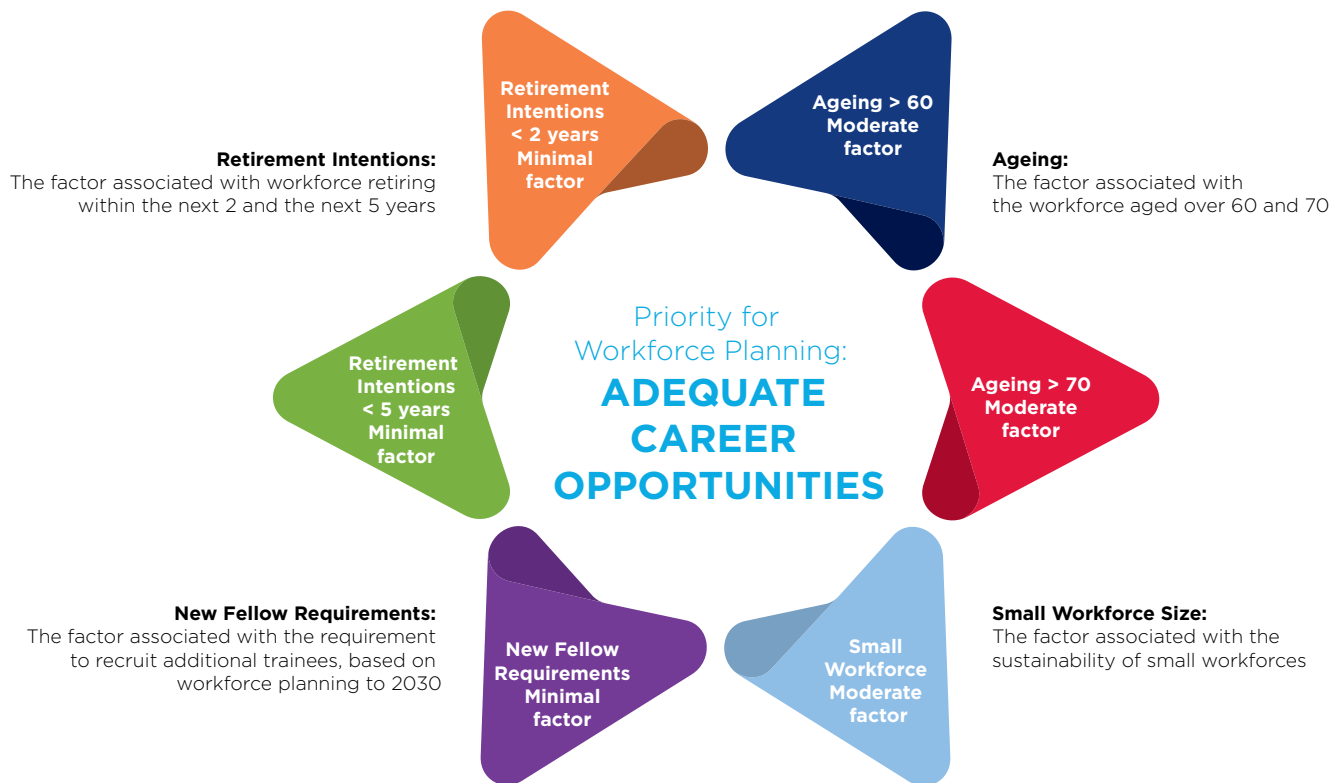 Retirement
Intentions
< 2 years
Minimal
factor
Ageing > 60
Moderate
factor
Retirement Intentions:
The factor associated with workforce retiring
within the next 2 and the next 5 years
Ageing:
The factor associated with
the workforce aged over 60 and 70
Priority for
Workforce Planning:
ADEQUATE
CAREER
OPPORTUNITIES
Retirement
Intentions
< 5 years
Minimal
factor
Ageing > 70
Moderate
factor
New Fellow Requirements:
The factor associated with the requirement
to recruit additional trainees, based on
workforce planning to 2030
New Fellow
Requirements
Minimal
factor
Small
Workforce
Moderate
factor
Small Workforce Size:
The factor associated with the
sustainability of small workforces